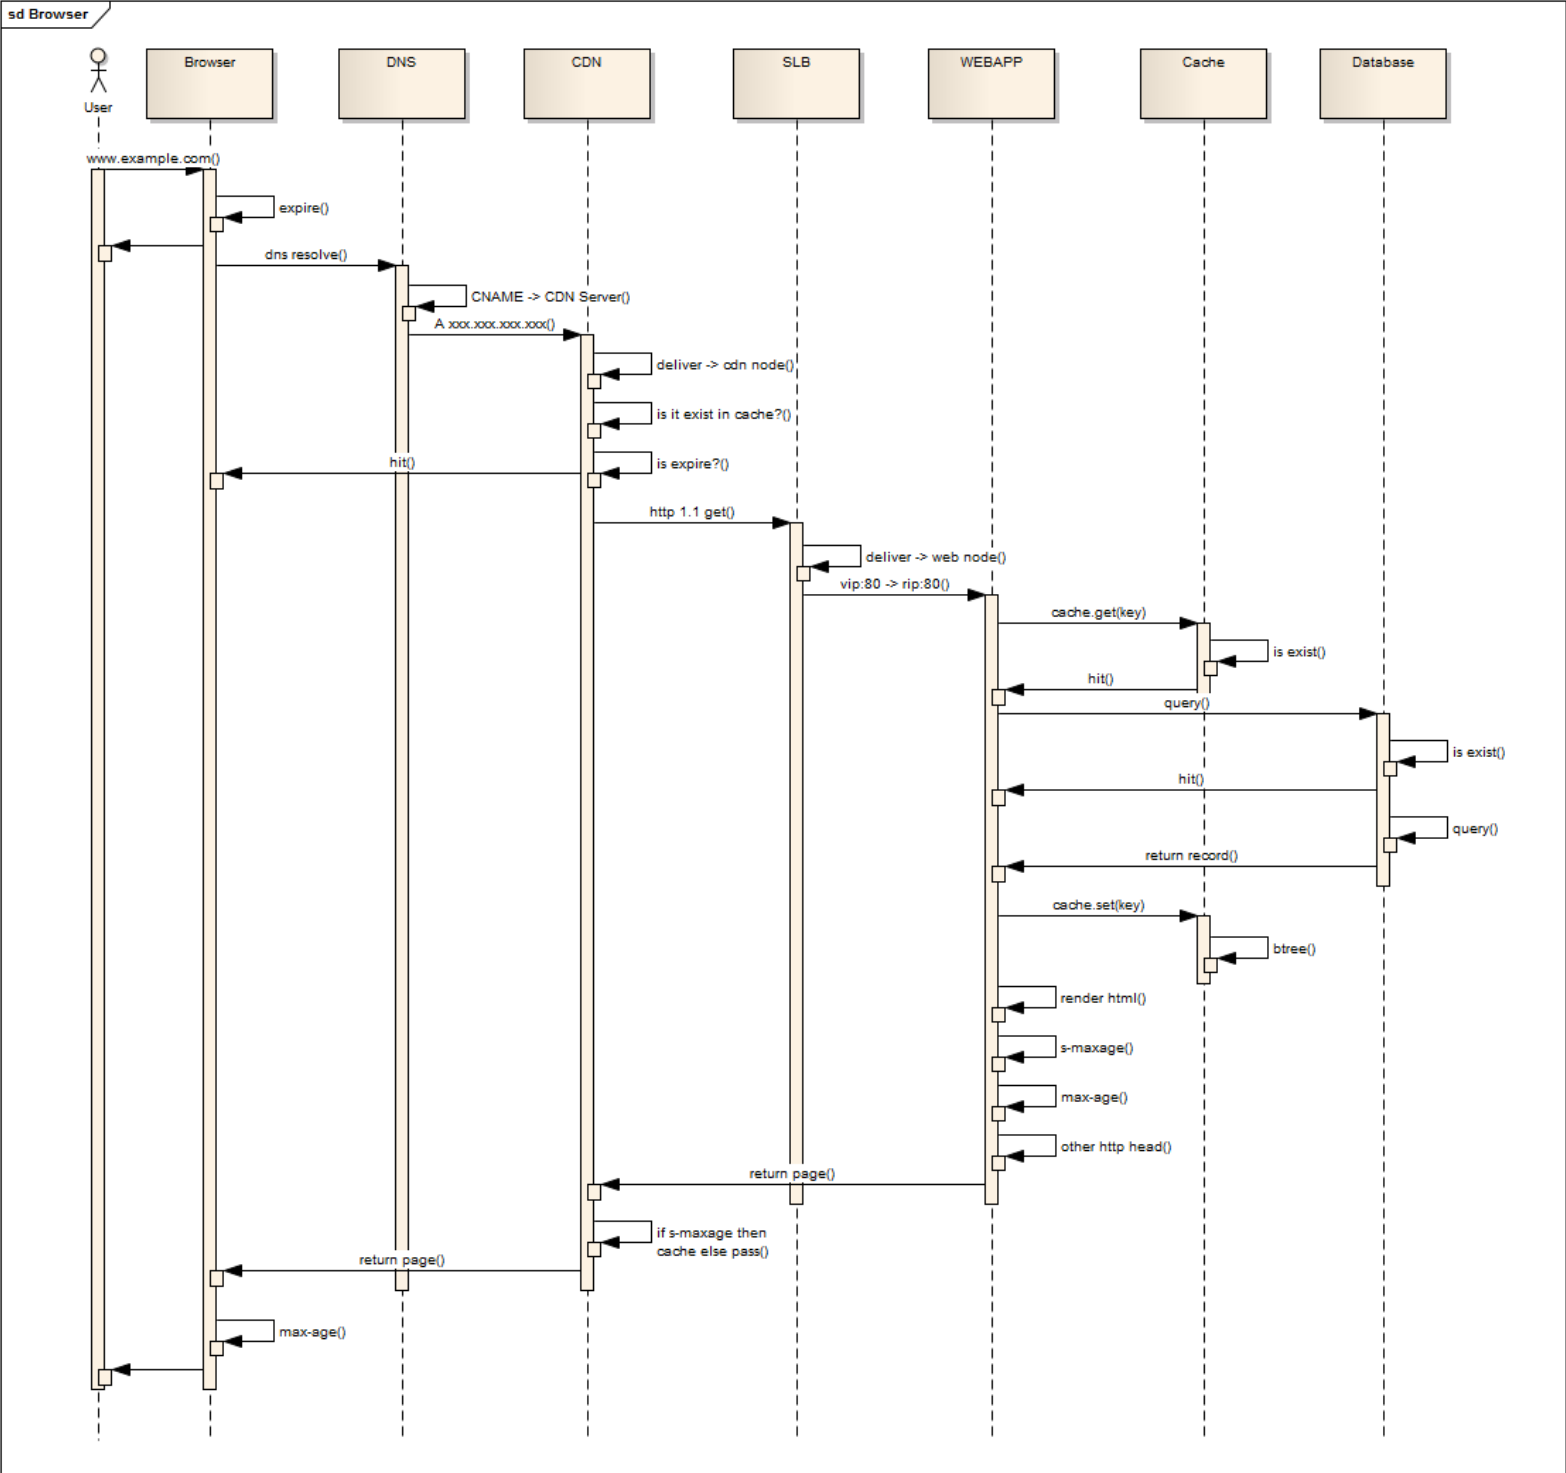 sd Browser
Browser
DNS
CDN
SLB
WEBAPP
Cache
Database
User
www.example.com()
expire()
dns resolve()
CNAME -> CDN Server()
A xxx.xxx.xxx.xxx()
deliver -> cdn node()
is it exist in cache?()
hit()
is expire?()
http 1.1 get()
deliver -> web node()
vip:80 -> rip:80()
cache.get(key)
is exist()
hit()
query()
is exist()
hit()
query()
return record()
cache.set(key)
btree()
render html()
s-maxage()
max-age()
other http head()
return page()
if s-maxage then
cache else pass()
return page()
max-age()